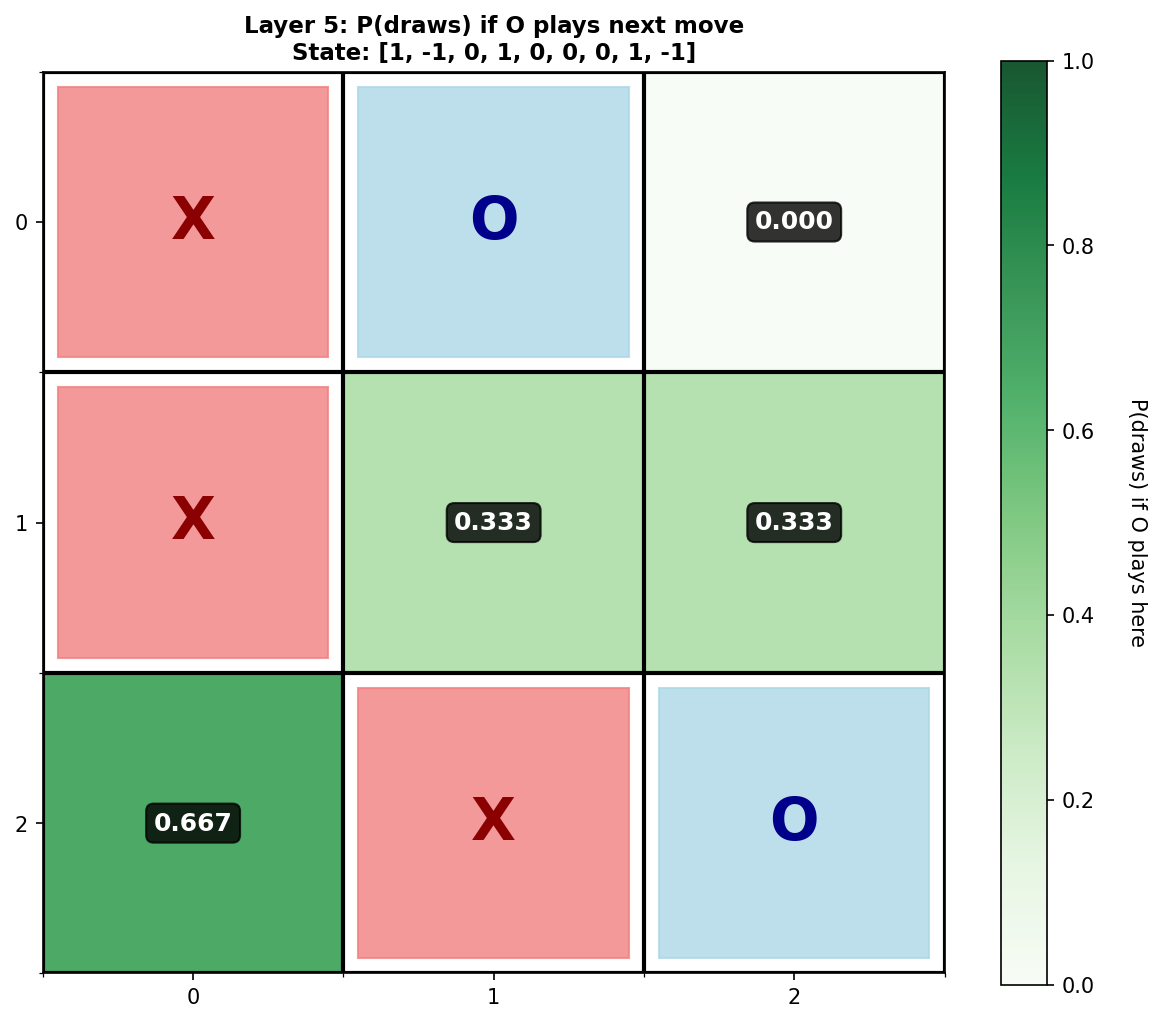 Layer 5: P(draws) if O plays next move
State: [1, -1, 0, 1, 0, 0, 0, 1, -1]
0
X
O
0.000
1
X
0.333
0.333
2
0.667
X
O
0
1
2
1.0
0.8
0.6
0.4
0.2
0.0
P(draws) if O plays here